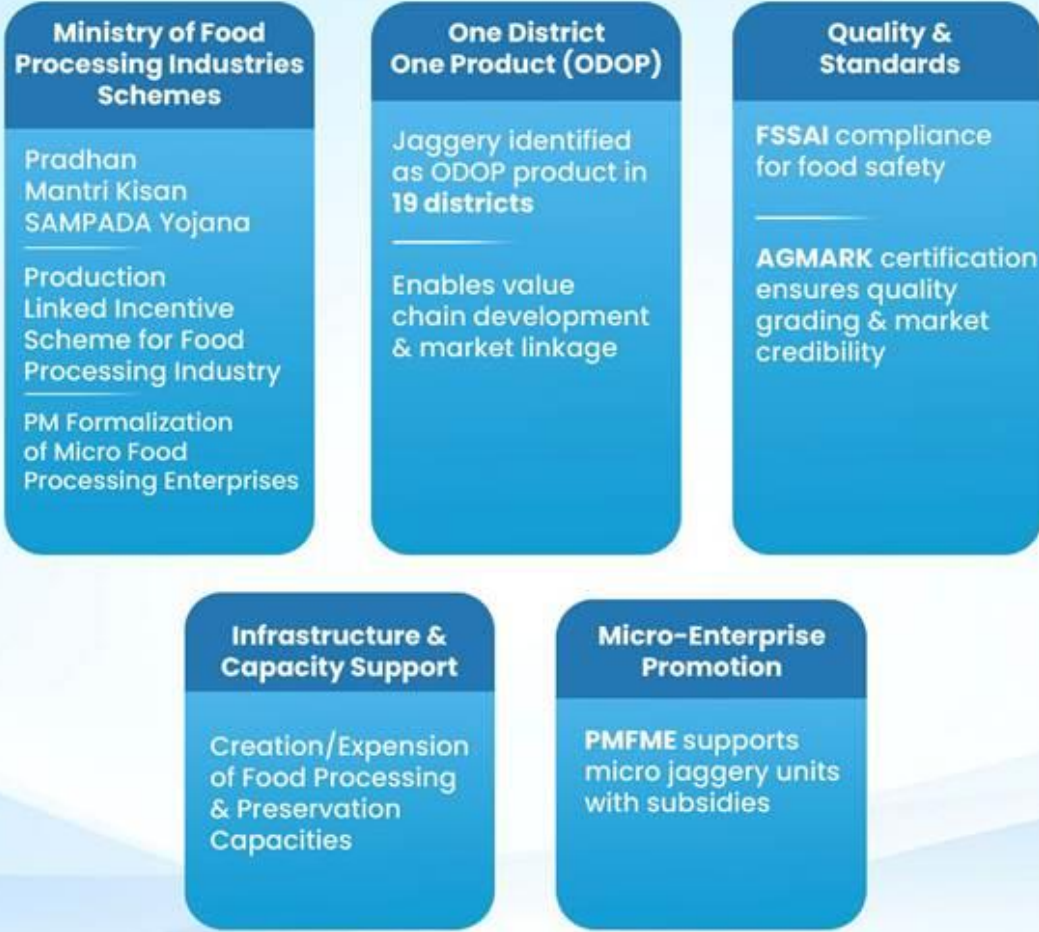 Ministry of Food
Processing Industries
Schemes
Pradhan
Mantri Kisan
SAMPADA Yojana
Production
Linked Incentive
Scheme for Food
Processing Industry
PM Formalization
of Micro Food
Processing Enterprises
One District
One Product (ODOP)
Jaggery identified
as ODOP product in
19 districts
Enables value
chain development
& market linkage
Quality &
Standards
FSSAI compliance
for food safety
AGMARK certification
ensures quality
grading & market
credibility
Infrastructure &
Capacity Support
Creation/Expension
of Food Processing
& Preservation
Capacities
Micro-Enterprise
Promotion
PMFME supports
micro jaggery units
with subsidies